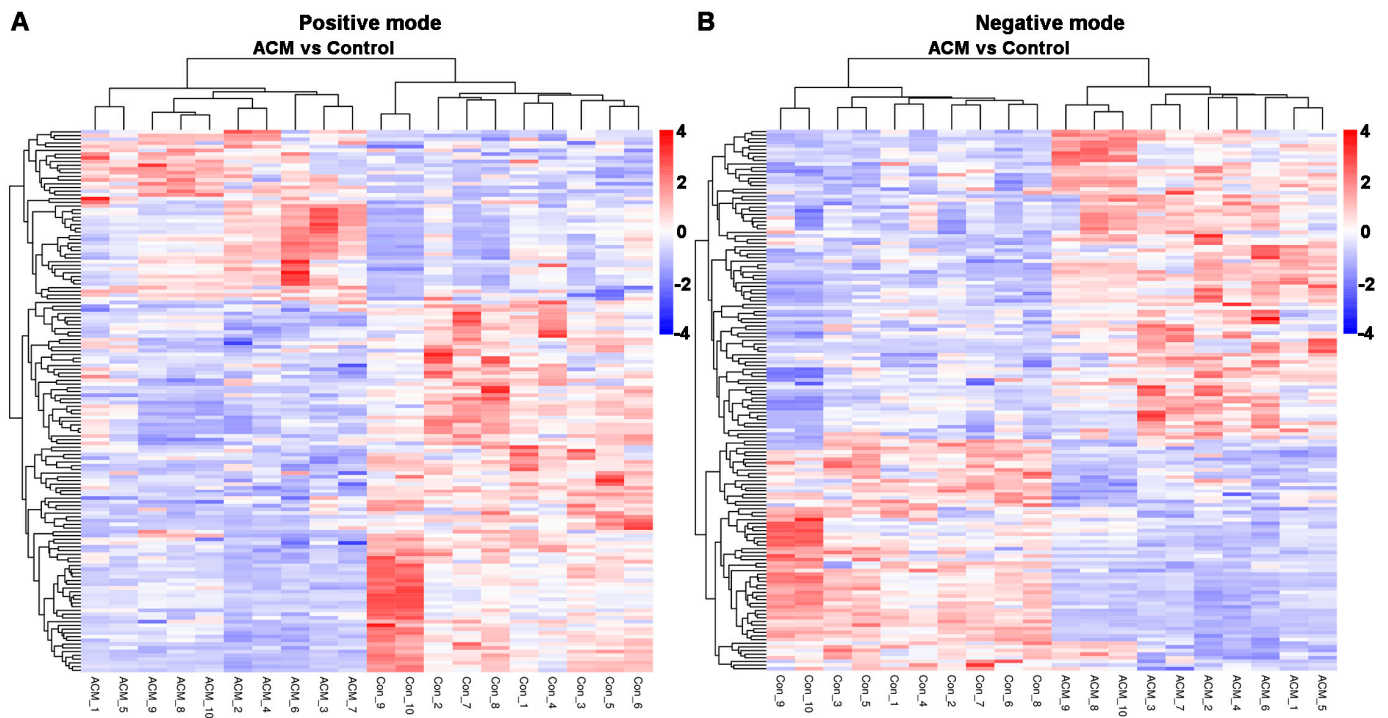 A
Positive mode
ACM vs Control
4
2
0
-2
-4
ACM_1
ACM_5
ACM_9
ACM_8
ACM_10
ACM_2
ACM_4
ACM_6
ACM_3
ACM_7
Con_9
Con_10
Con_2
Con_7
Con_8
Con_1
Con_4
Con_3
Con_5
Con_6
B
Negative mode
ACM vs Control
4
2
0
-2
-4
Con_9
Con_10
Con_3
Con_5
Con_1
Con_4
Con_2
Con_7
Con_6
Con_8
ACM_9
ACM_8
ACM_10
ACM_3
ACM_7
ACM_2
ACM_4
ACM_6
ACM_1
ACM_5